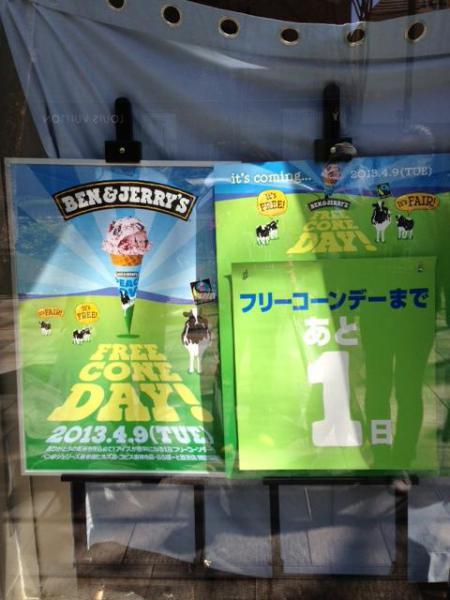 LOUIS VUITTON
BEN&JERRY'S
IT'S FAIR!
IT'S FREE!
FREE
CONE
DAY!
2013.4.9(TUE)
it's coming...
2013.4.9(TUE)
IT'S FREE!
BEN&JERRY'S
IT'S FAIR!
FREE
CONE
DAY!
フリーコーンデーまで
あと
1日